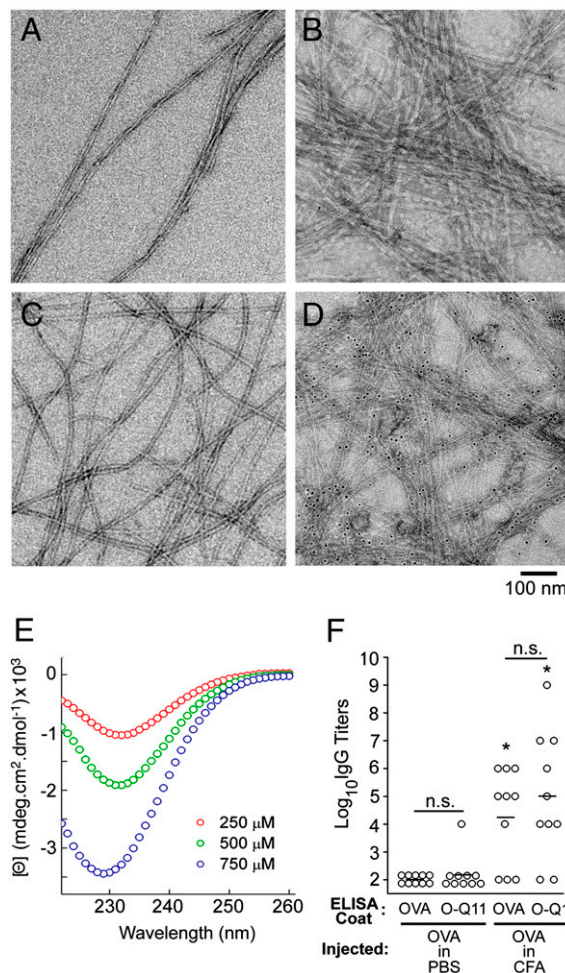 A
B
C
D
100 nm
E
[Θ] (mdeg.cm².dmol⁻¹) x 10³
0
-1
-2
-3
250 μM
500 μM
750 μM
230 240 250 260
Wavelength (nm)
F
n.s.
*
*
n.s.
Log₁₀IgG Titers
10
9
8
7
6
5
4
3
2
ELISA Coat : OVA O-Q11 OVA O-Q1
Injected: OVA in PBS OVA in CFA